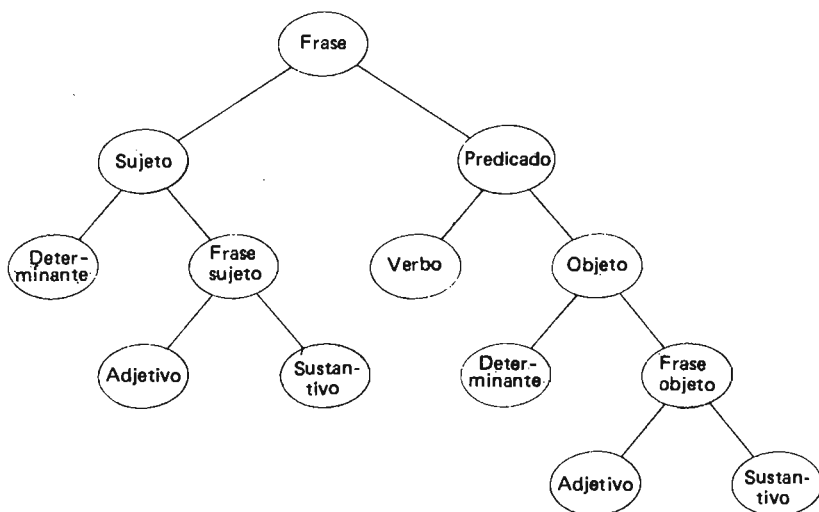 Frase
Sujeto
Predicado
Deter-
minante
Frase
sujeto
Verbo
Objeto
Adjetivo
Sustan-
tivo
Deter-
minante
Frase
objeto
Adjetivo
Sustan-
tivo